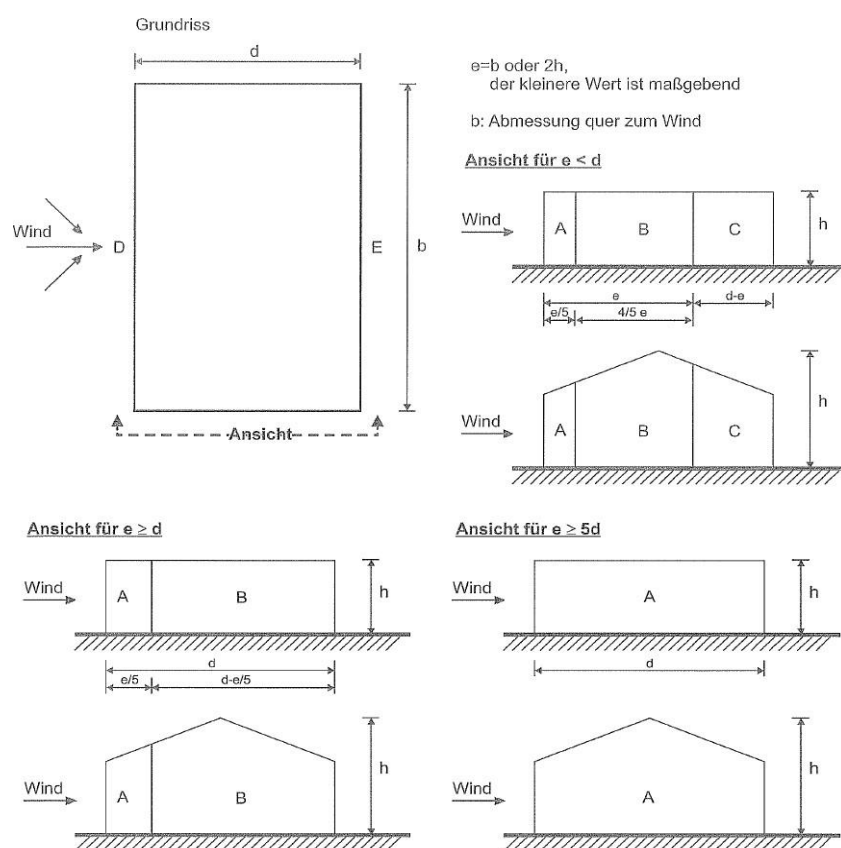 Grundriss
d
Wind
D
E
b
Ansicht
e=b oder 2h,
der kleinere Wert ist maßgebend
b: Abmessung quer zum Wind
Ansicht für e < d
Wind
A
B
C
h
e
d-e
e/5
4/5 e
Wind
A
B
C
h
Ansicht für e ≥ d
Wind
A
B
h
d
e/5
d-e/5
Wind
A
B
h
Ansicht für e ≥ 5d
Wind
A
h
d
Wind
A
h